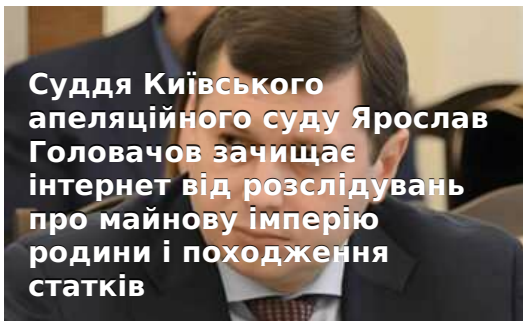 Суддя Київського
апеляційного суду Ярослав
Головачов зачищає
інтернет від розслідувань
про майнову імперію
родини і походження
статків